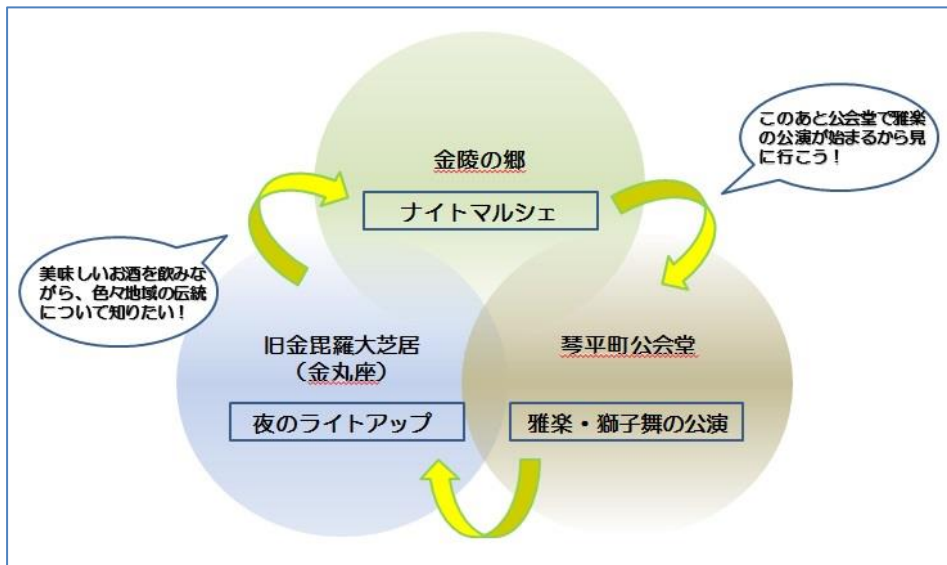 金陵の郷
ナイトマルシェ
このあと公会堂で雅楽
の公演が始まるから見
に行こう！
美味しいお酒を飲みな
がら、色々地域の伝統
について知りたい！
旧金毘羅大芝居
（金丸座）
夜のライトアップ
琴平町公会堂
雅楽・獅子舞の公演